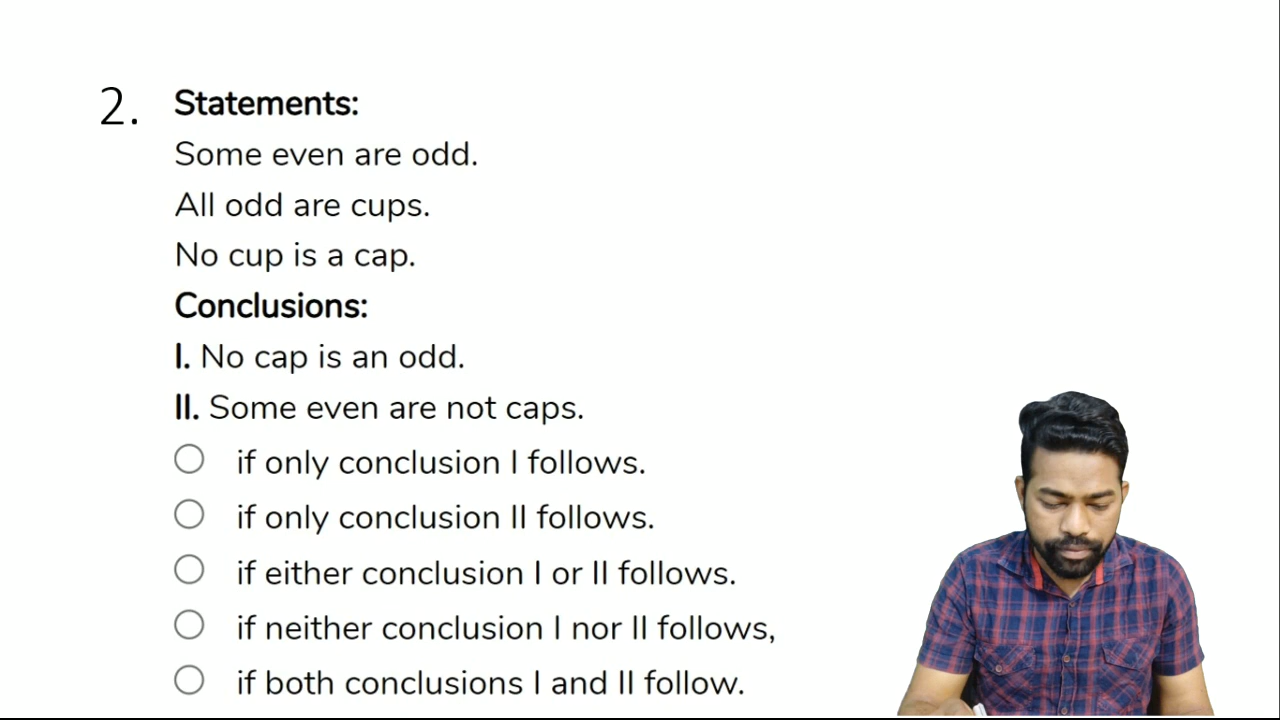 2. Statements:
Some even are odd.
All odd are cups.
No cup is a cap.
Conclusions:
I. No cap is an odd.
II. Some even are not caps.
if only conclusion I follows.
if only conclusion II follows.
if either conclusion I or II follows.
if neither conclusion I nor II follows,
if both conclusions I and II follow.